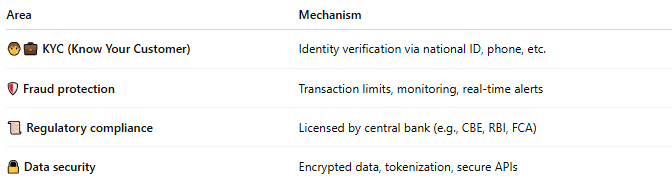 Area Mechanism
🧑‍💼 KYC (Know Your Customer) Identity verification via national ID, phone, etc.
🛡️ Fraud protection Transaction limits, monitoring, real-time alerts
📜 Regulatory compliance Licensed by central bank (e.g., CBE, RBI, FCA)
🔒 Data security Encrypted data, tokenization, secure APIs